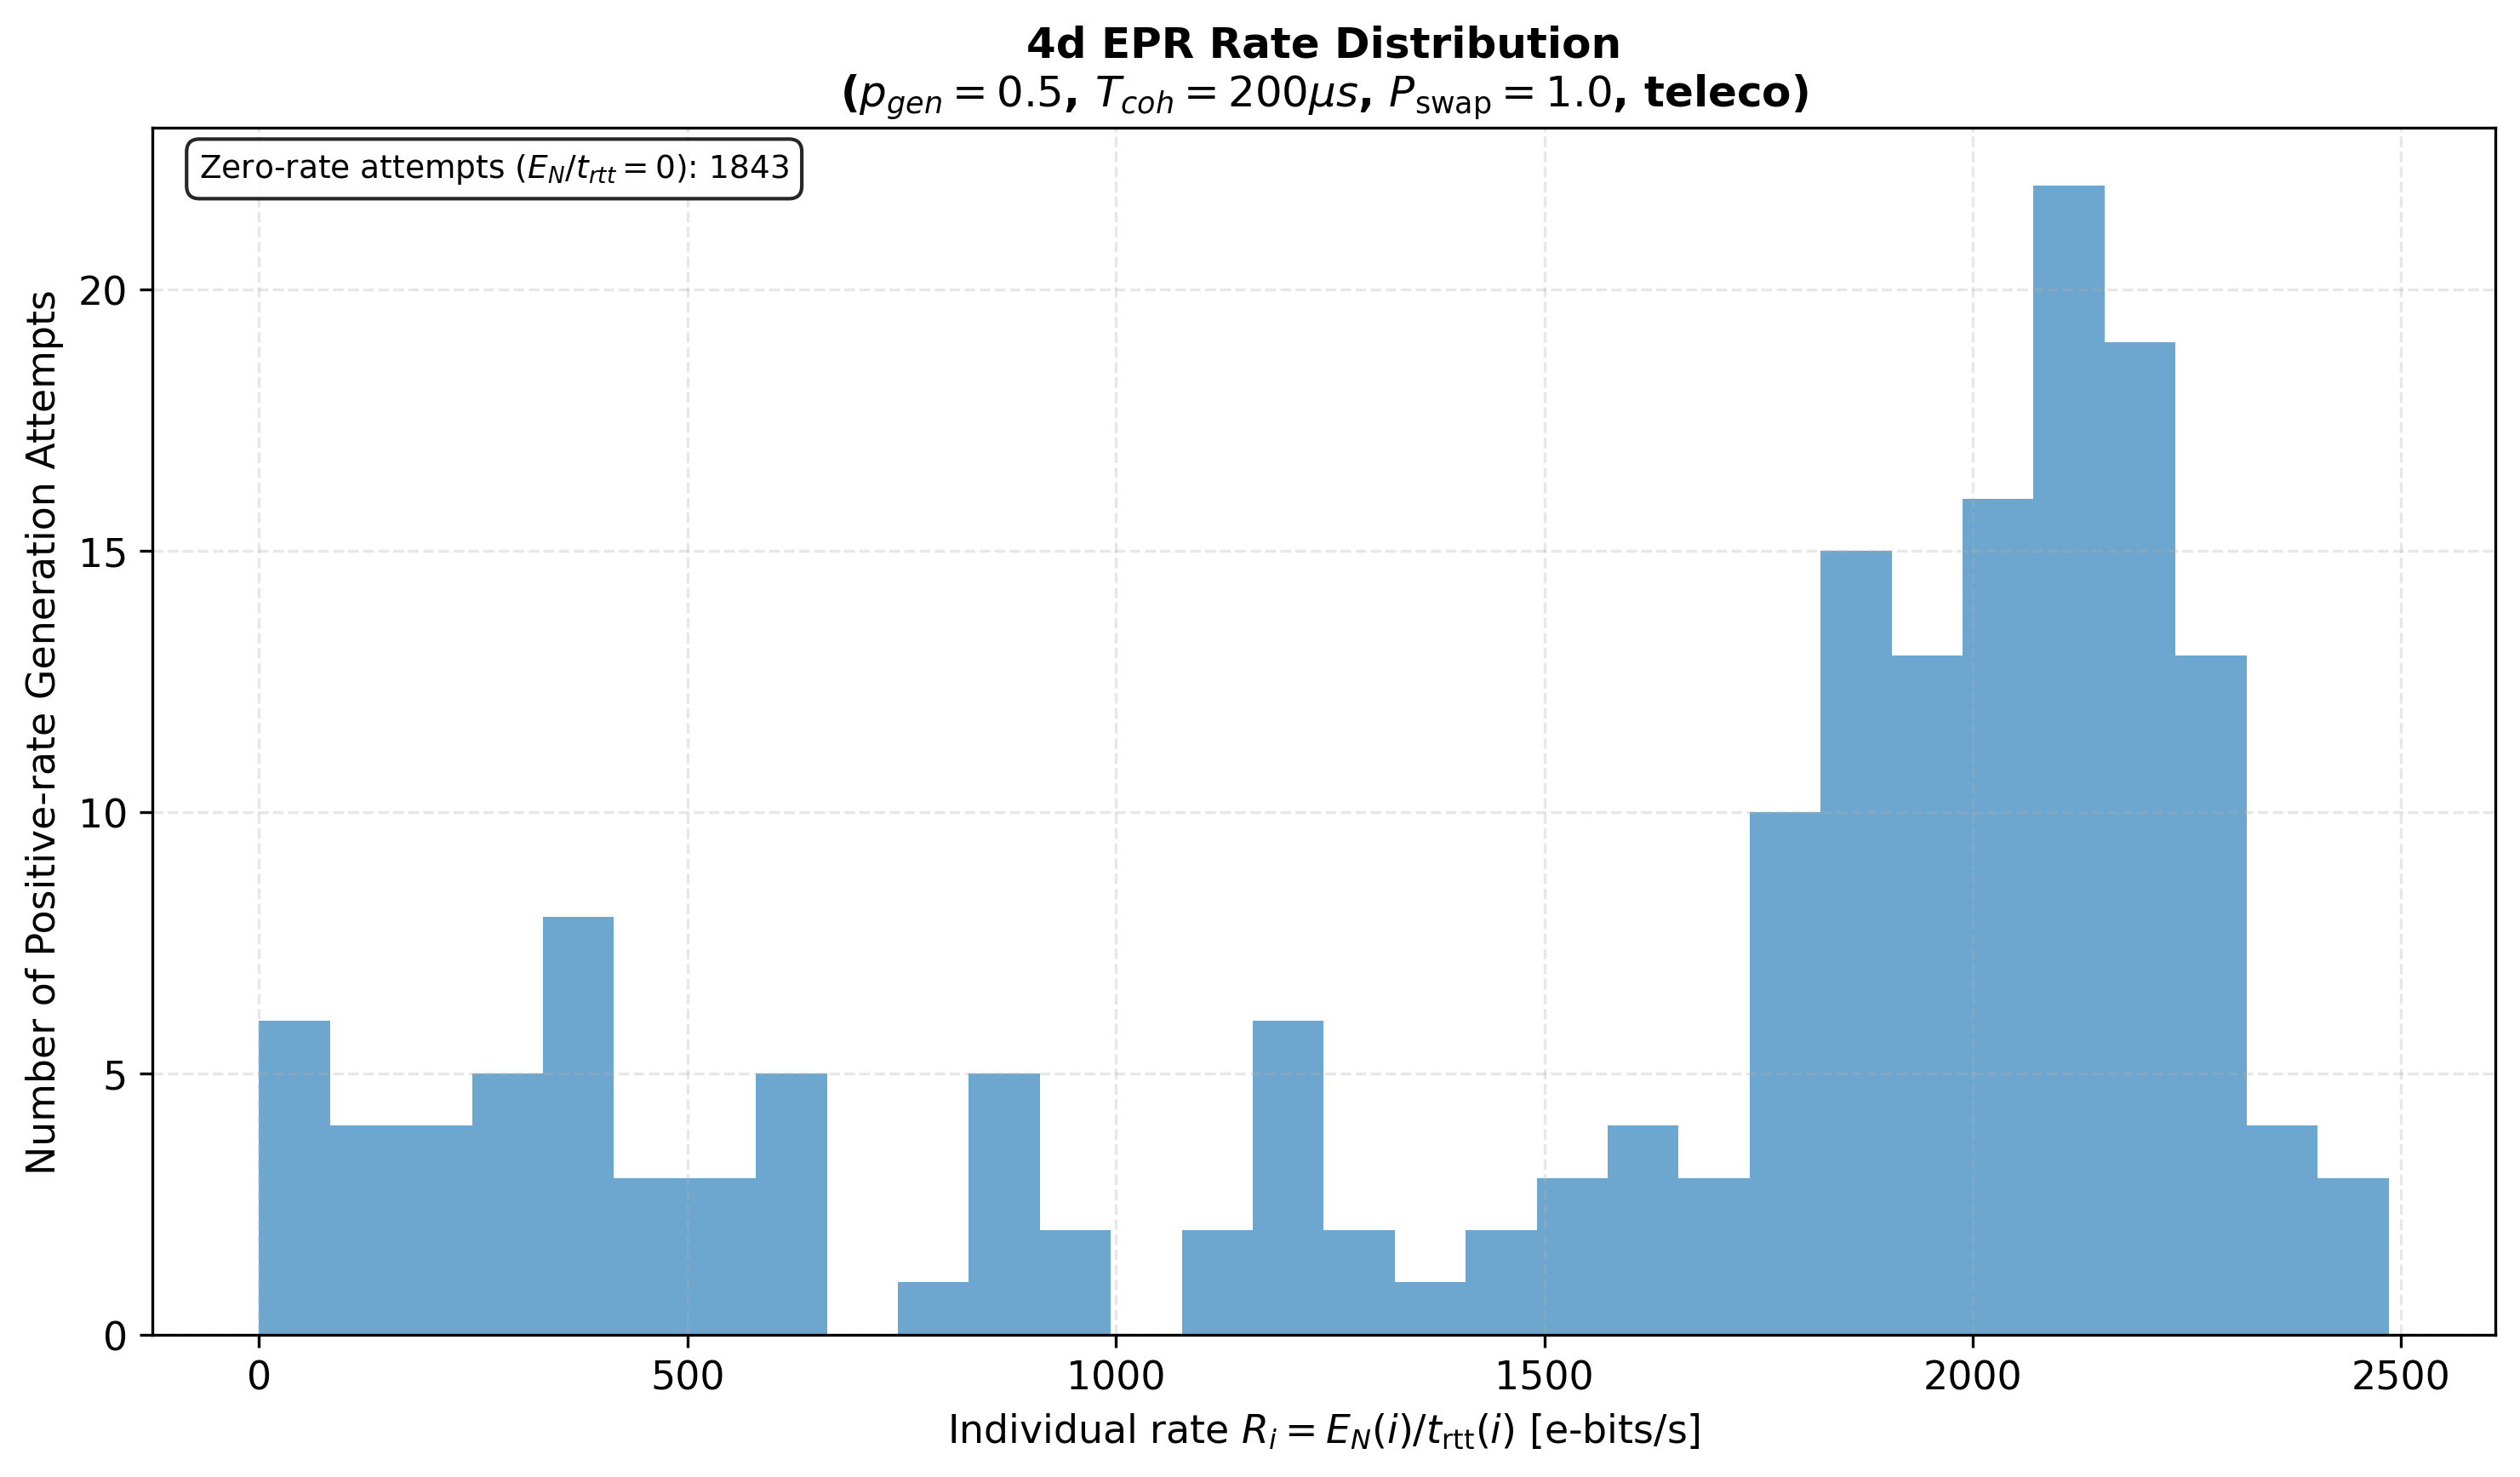 4d EPR Rate Distribution
(p_gen = 0.5, T_coh = 200μs, P_swap = 1.0, teleco)
Zero-rate attempts (E_N/t_rtt = 0): 1843
Number of Positive-rate Generation Attempts
20
15
10
5
0
0 500 1000 1500 2000 2500
Individual rate R_i = E_N(i)/t_rtt(i) [e-bits/s]